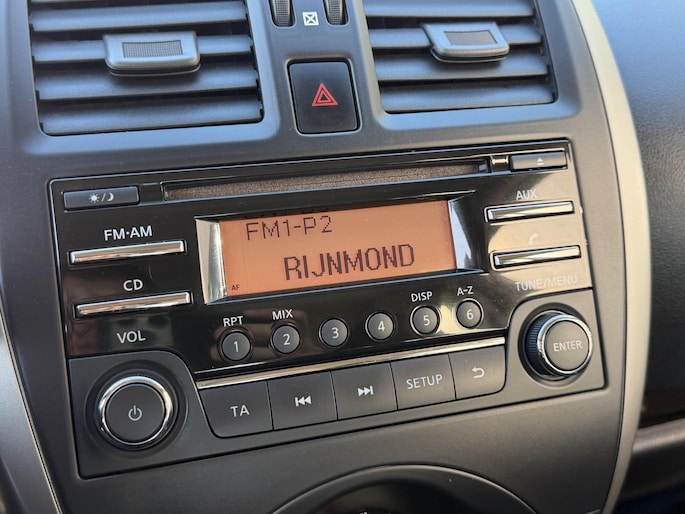 FM·AM
AUX
FM1-P2
RIJNMOND
AF
CD
TUNE/MENU
VOL
RPT
MIX
DISP
A-Z
1
2
3
4
5
6
ENTER
TA
SETUP